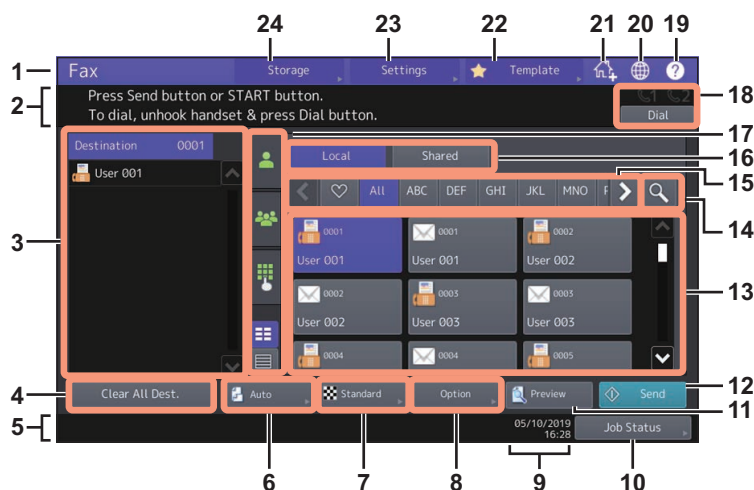 24 23 22 21 20 19
1 Fax Storage Settings Template ?
2 Press Send button or START button. 1 2 18
To dial, unhook handset & press Dial button. Dial
17
Destination 0001 Local Shared 16
User 001 15
All ABC DEF GHI JKL MNO
14
0001 0001 0002
User 001 User 001 User 002
3 13
0002 0003 0003
User 002 User 003 User 003
0004 0004 0005
4 Clear All Dest. Auto Standard Option Preview Send 12
11
5 05/10/2019 Job Status
16:28
6 7 8 9 10